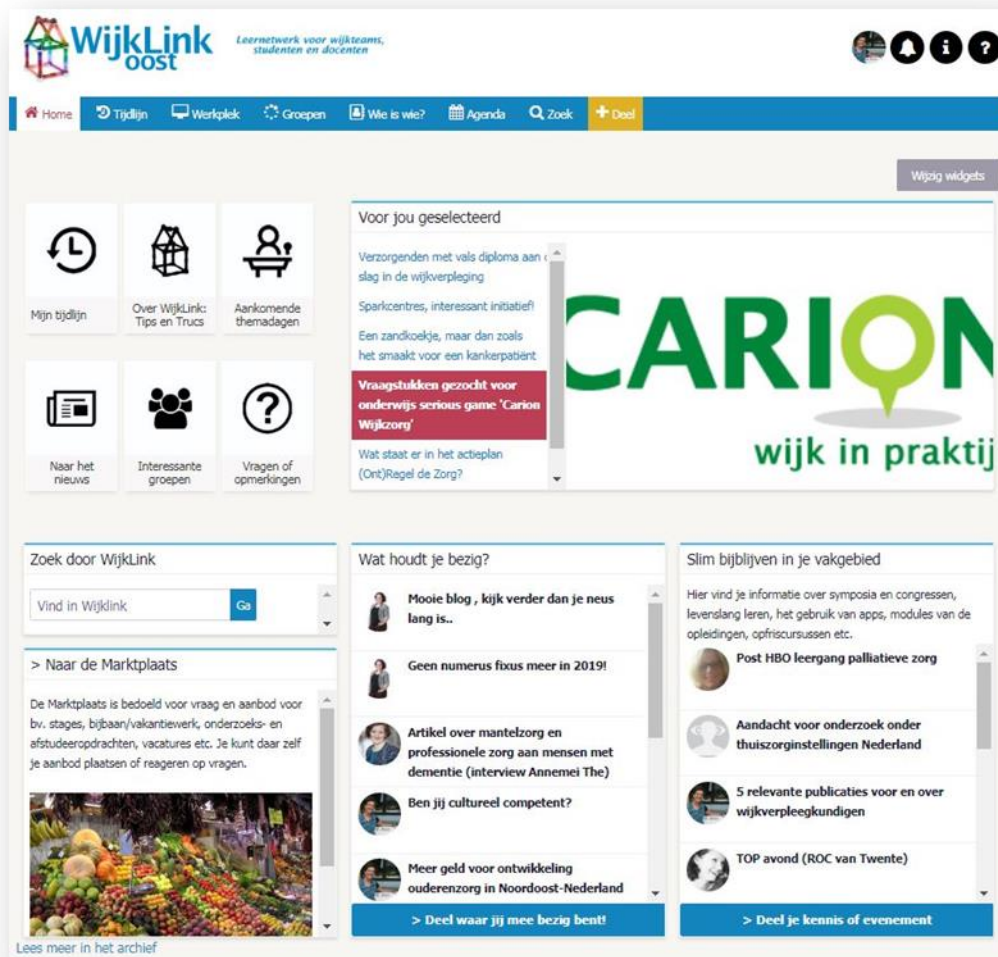 WijkLink
oost
Leernetwerk voor wijkteams,
studenten en docenten
Home
Tijdlijn
Werkplek
Groepen
Wie is wie?
Agenda
Zoek
Deel
Wijzig widgets
Mijn tijdlijn
Over WijkLink:
Tips en Trucs
Aankomende
themadagen
Naar het
nieuws
Interessante
groepen
Vragen of
opmerkingen
Voor jou geselecteerd
Verzorgenden met vals diploma aan
slag in de wijkverpleging
Sparkcentres, interessant initiatief!
Een zandkoekje, maar dan zoals
het smaakt voor een kankerpatiënt
Vraagstukken gezocht voor
onderwijs serious game 'Carion
Wijkzorg'
Wat staat er in het actieplan
(Ont)Regel de Zorg?
CARION
wijk in praktij
Zoek door WijkLink
Vind in Wijklink
Ga
> Naar de Marktplaats
De Marktplaats is bedoeld voor vraag en aanbod voor
bv. stages, bijbaan/vakantiewerk, onderzoeks- en
afstudeeropdrachten, vacatures etc. Je kunt daar zelf
je aanbod plaatsen of reageren op vragen.
Lees meer in het archief
Wat houdt je bezig?
Mooie blog , kijk verder dan je neus
lang is..
Geen numerus fixus meer in 2019!
Artikel over mantelzorg en
professionele zorg aan mensen met
dementie (interview Annemei The)
Ben jij cultureel competent?
Meer geld voor ontwikkeling
ouderenzorg in Noordoost-Nederland
> Deel waar jij mee bezig bent!
Slim bijblijven in je vakgebied
Hier vind je informatie over symposia en congressen,
levenslang leren, het gebruik van apps, modules van de
opleidingen, opfriscursussen etc.
Post HBO leergang palliatieve zorg
Aandacht voor onderzoek onder
thuiszorginstellingen Nederland
5 relevante publicaties voor en over
wijkverpleegkundigen
TOP avond (ROC van Twente)
> Deel je kennis of evenement